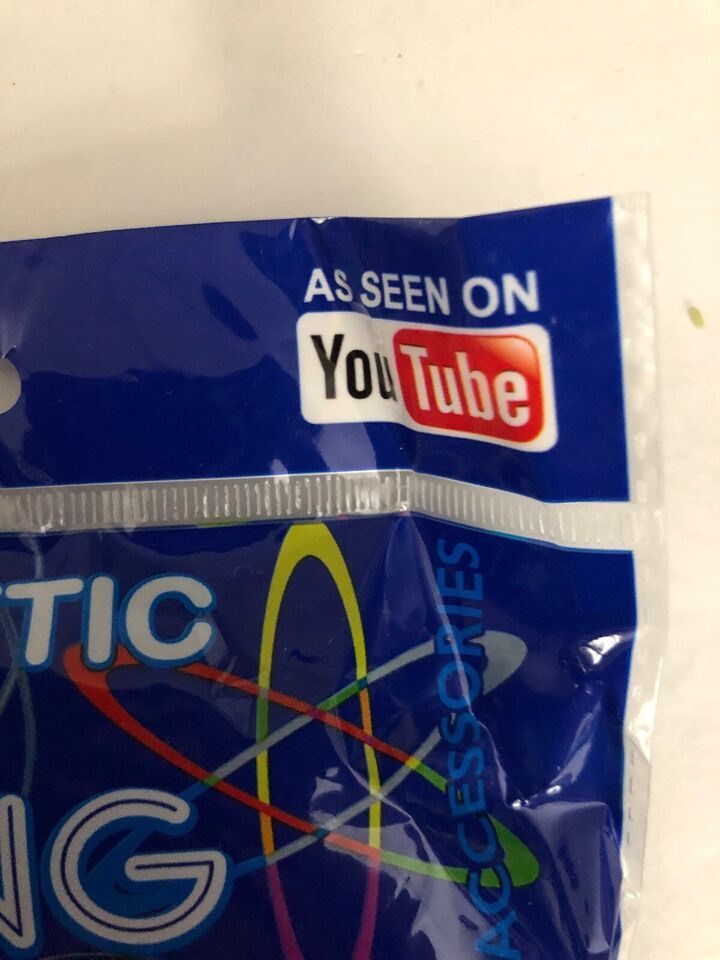 AS SEEN ON
YouTube
TIC
NG
ACCESSORIES